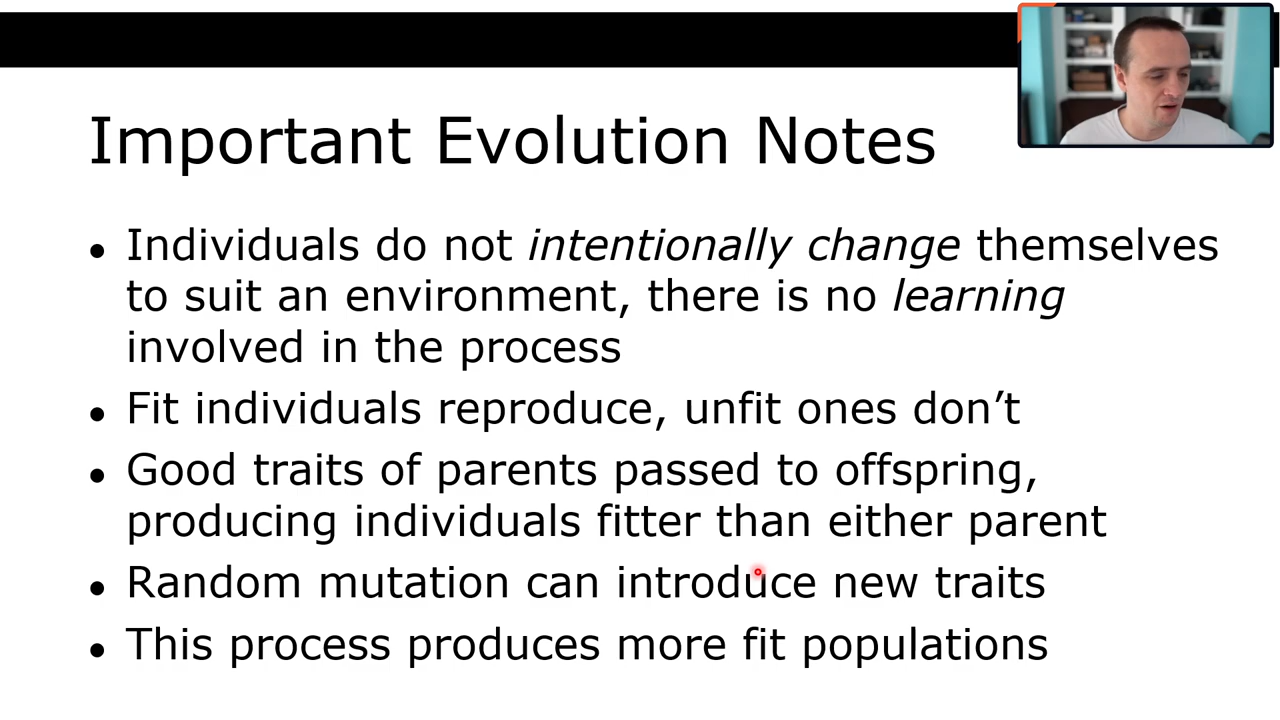 Important Evolution Notes
• Individuals do not intentionally change themselves
to suit an environment, there is no learning
involved in the process
• Fit individuals reproduce, unfit ones don’t
• Good traits of parents passed to offspring,
producing individuals fitter than either parent
• Random mutation can introduce new traits
• This process produces more fit populations